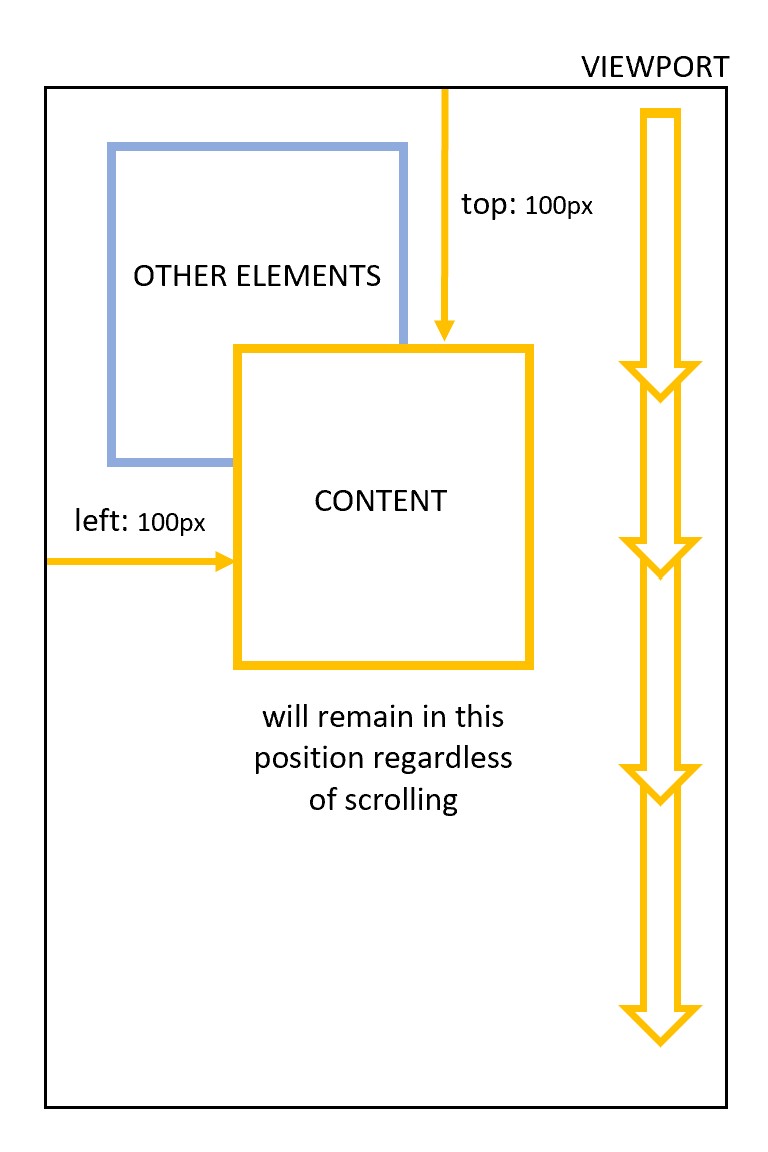 VIEWPORT
top: 100px
OTHER ELEMENTS
CONTENT
left: 100px
will remain in this
position regardless
of scrolling